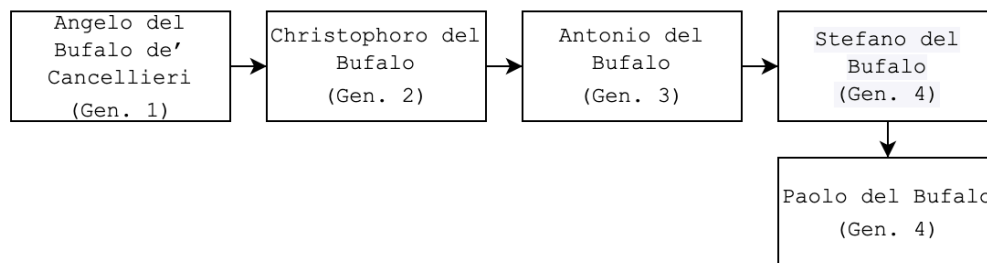 Angelo del
Bufalo de’
Cancellieri
(Gen. 1)
Christophoro del
Bufalo
(Gen. 2)
Antonio del
Bufalo
(Gen. 3)
Stefano del
Bufalo
(Gen. 4)
Paolo del Bufalo
(Gen. 4)